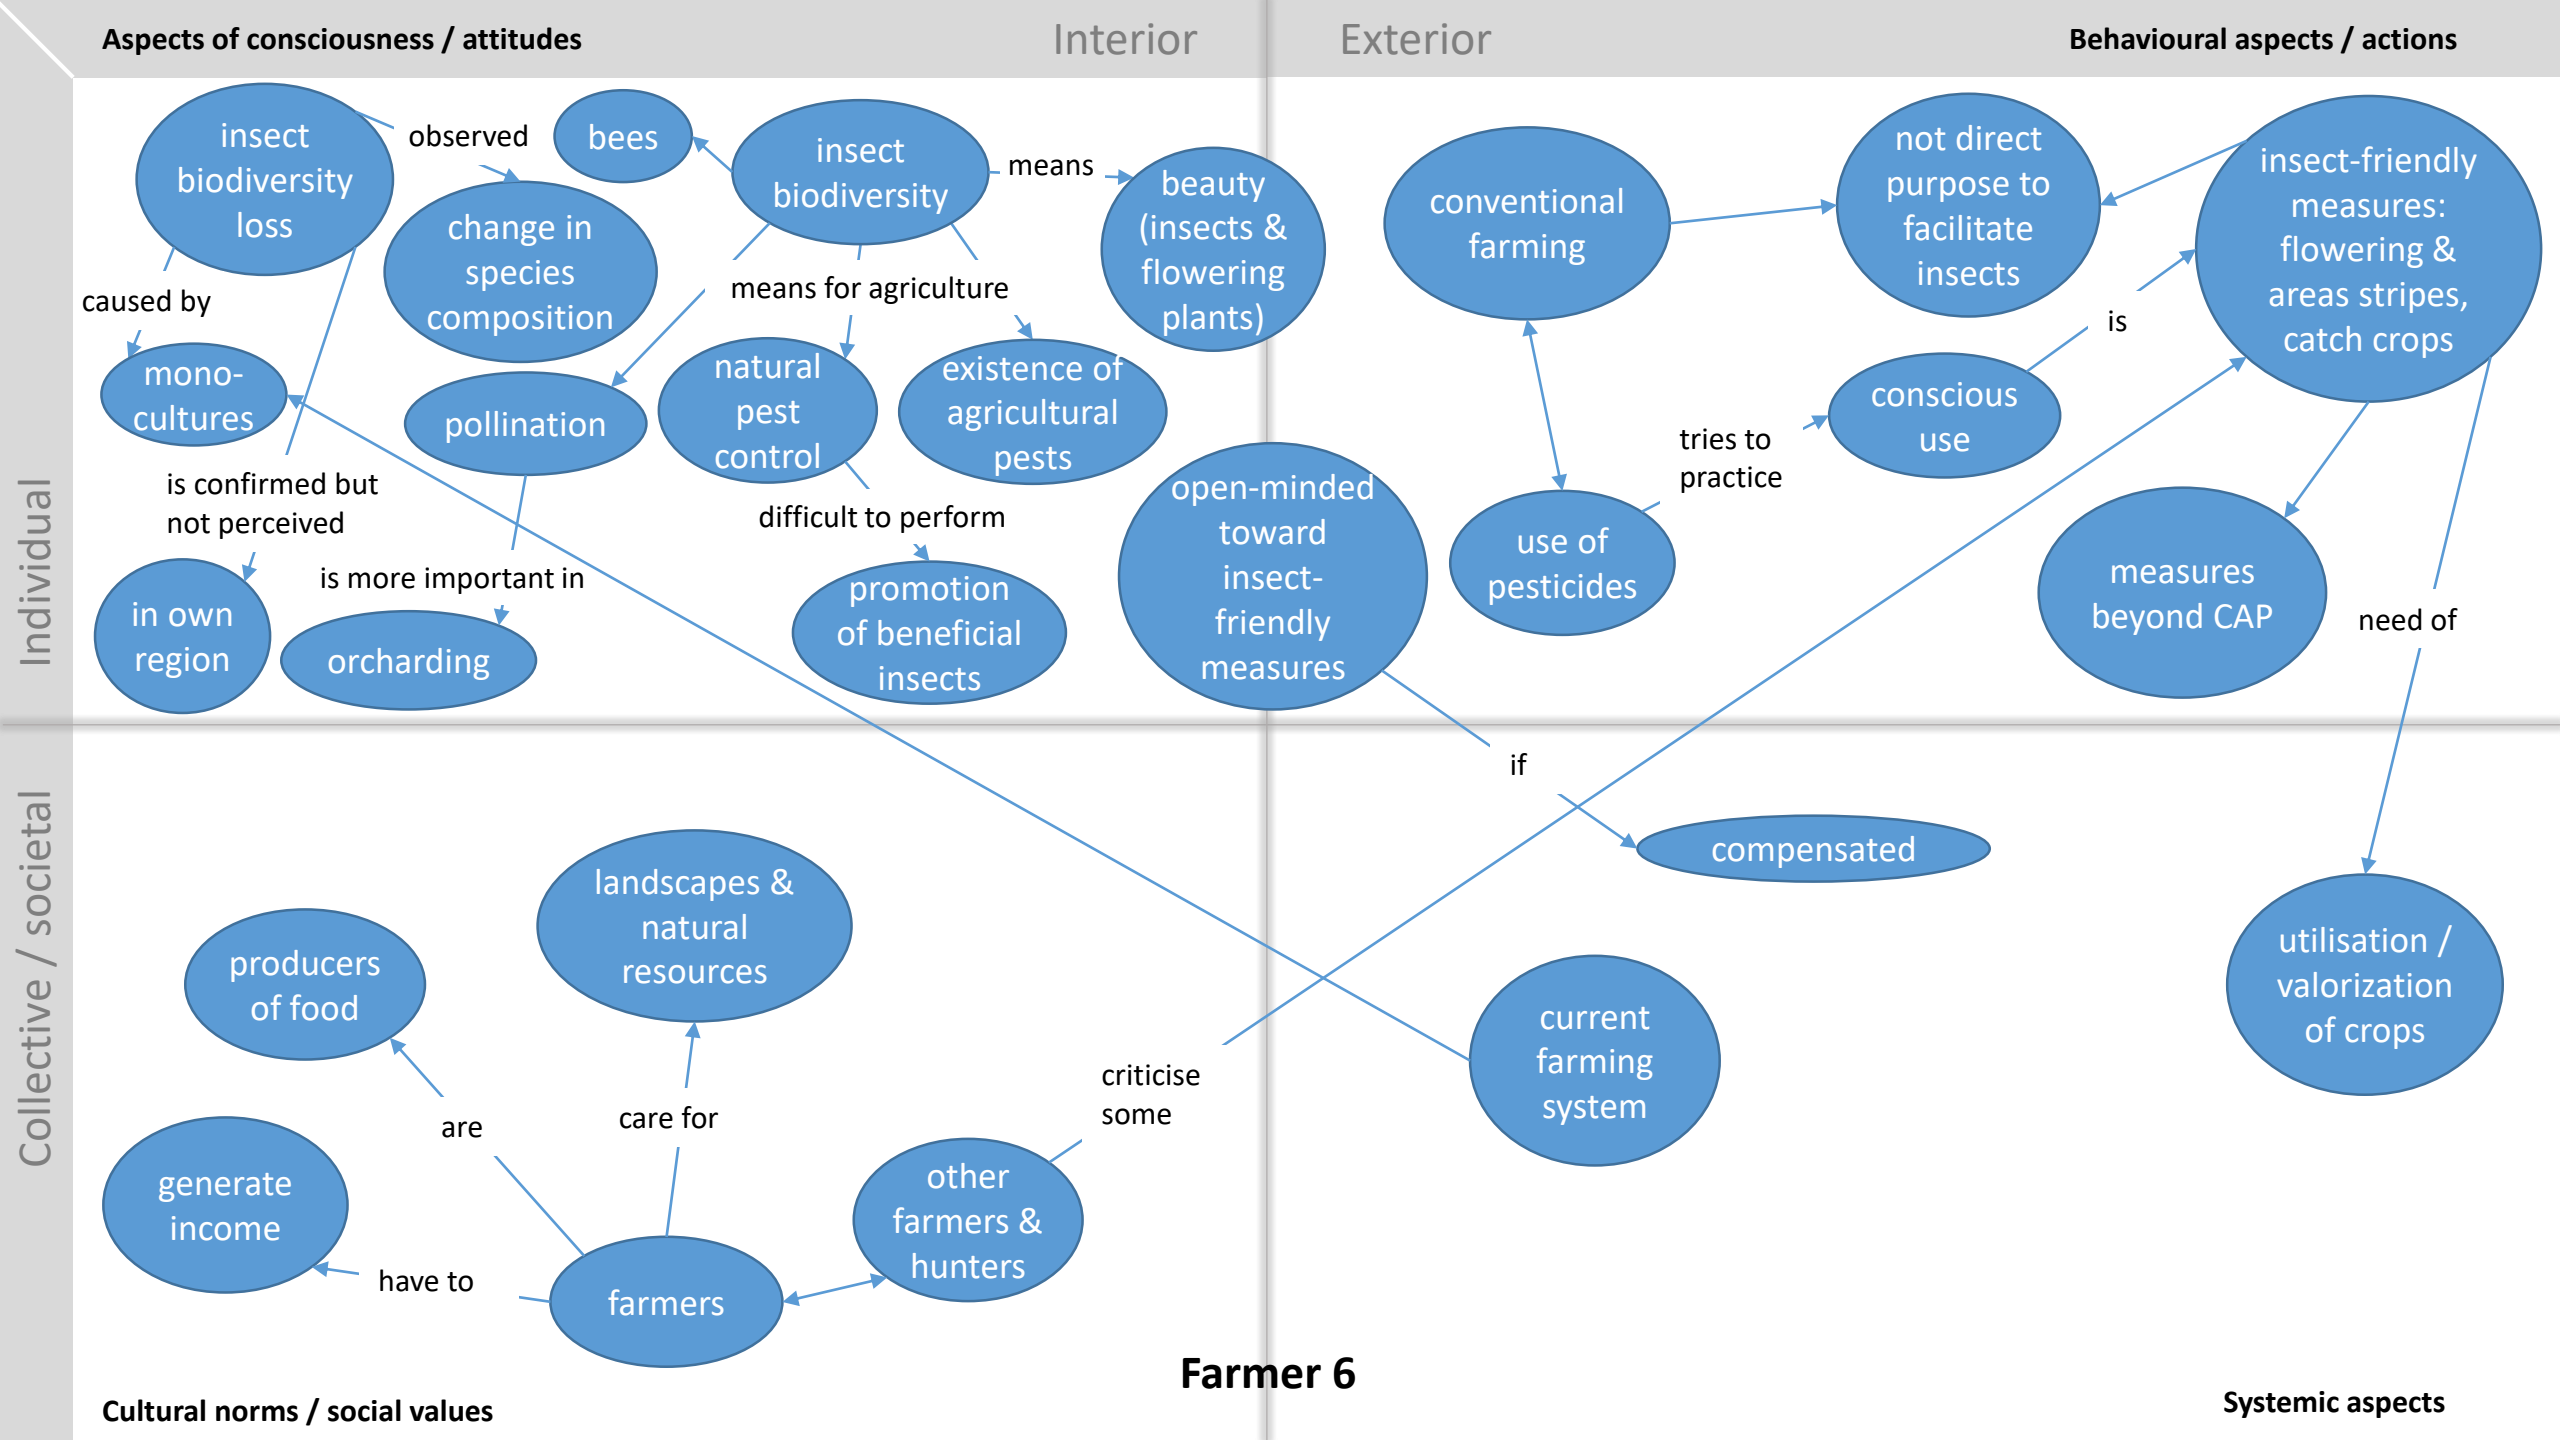 Aspects of consciousness / attitudes
Interior
Exterior
Behavioural aspects / actions
Individual
Collective / societal
insect
biodiversity
loss
observed
bees
insect
biodiversity
means
beauty
(insects &
flowering
plants)
change in
species
composition
caused by
mono-
cultures
means for agriculture
pollination
natural
pest
control
existence of
agricultural
pests
is confirmed but
not perceived
in own
region
is more important in
orcharding
difficult to perform
promotion
of beneficial
insects
open-minded
toward
insect-
friendly
measures
conventional
farming
not direct
purpose to
facilitate
insects
insect-friendly
measures:
flowering &
areas stripes,
catch crops
is
conscious
use
tries to
practice
use of
pesticides
measures
beyond CAP
need of
if
compensated
landscapes &
natural
resources
producers
of food
are
care for
generate
income
have to
farmers
other
farmers &
hunters
criticise
some
current
farming
system
utilisation /
valorization
of crops
Farmer 6
Cultural norms / social values
Systemic aspects